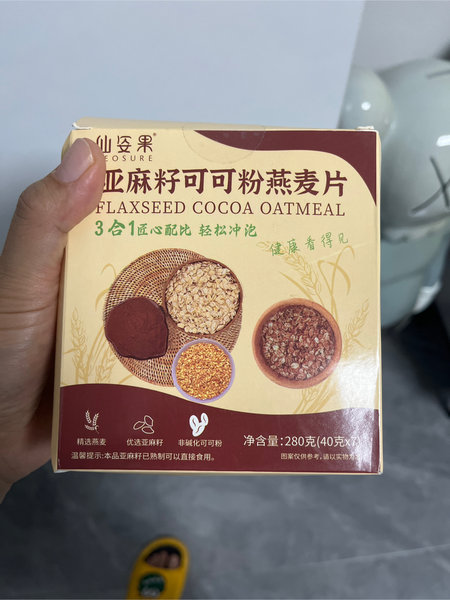 仙姿果®
EOSURE
亚麻籽可可粉燕麦片
FLAXSEED COCOA OATMEAL
3合1匠心配比 轻松冲泡
健康看得见
精选燕麦
优选亚麻籽
非碱化可可粉
净含量:280克(40克x7
温馨提示:本品亚麻籽已熟制可以直接食用。
图案仅供参考,请以实物为